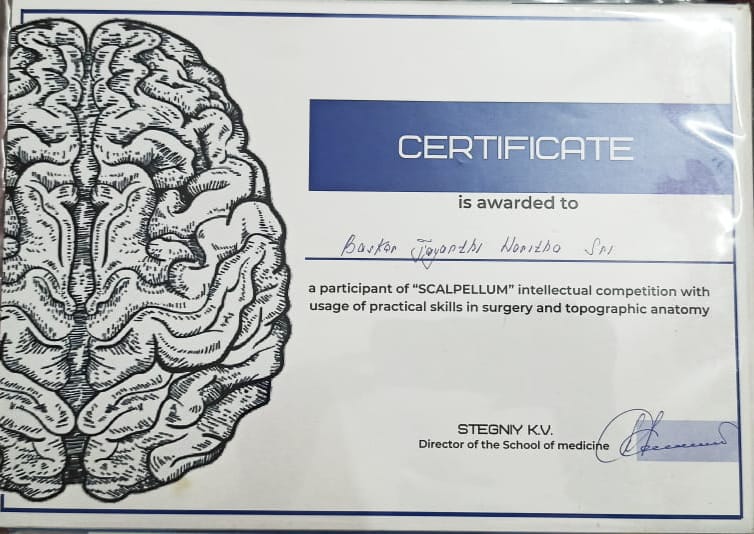 CERTIFICATE
is awarded to
Baskar Jayanthi Haritha Sri
a participant of “SCALPELLUM” intellectual competition with
usage of practical skills in surgery and topographic anatomy
STEGNIY K.V.
Director of the School of medicine